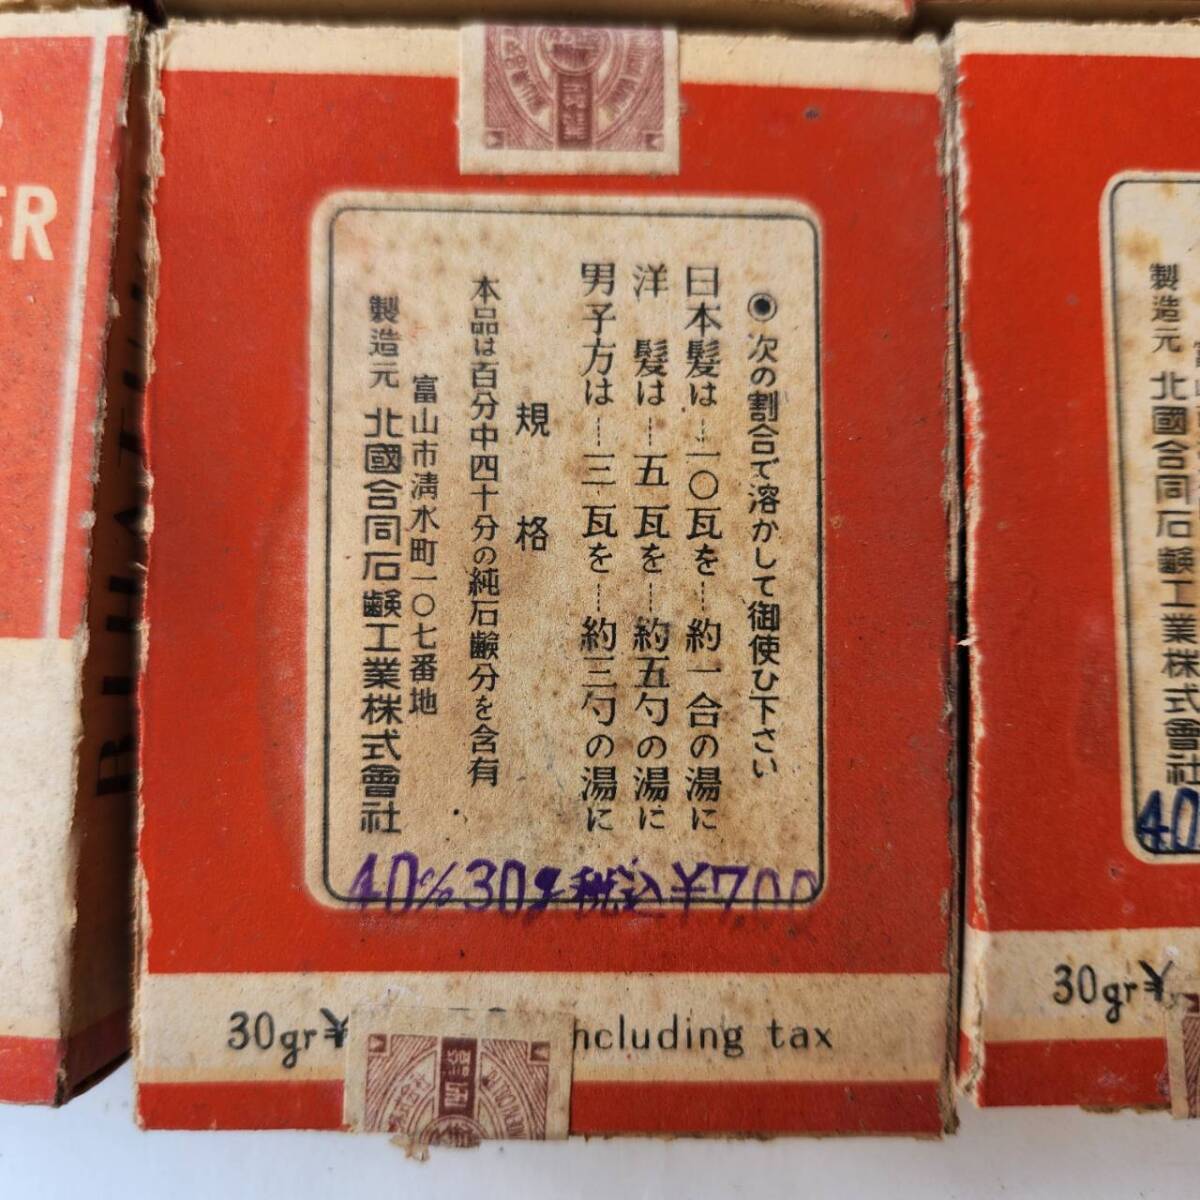 ◉次の割合で溶かして御使ひ下さい
日本髪は…一〇瓦を…約一合の湯に
洋髪は…五瓦を…約五勺の湯に
男子方は…三瓦を…約三勺の湯に
規格
本品は百分中四十分の純石鹸分を含有
富山市清水町一〇七番地
製造元 北國合同石鹸工業株式會社
40% 30g 税込¥700
30gr¥
ncluding tax
ER
製造元 北國合同石鹸工業株式會社
40
30gr¥